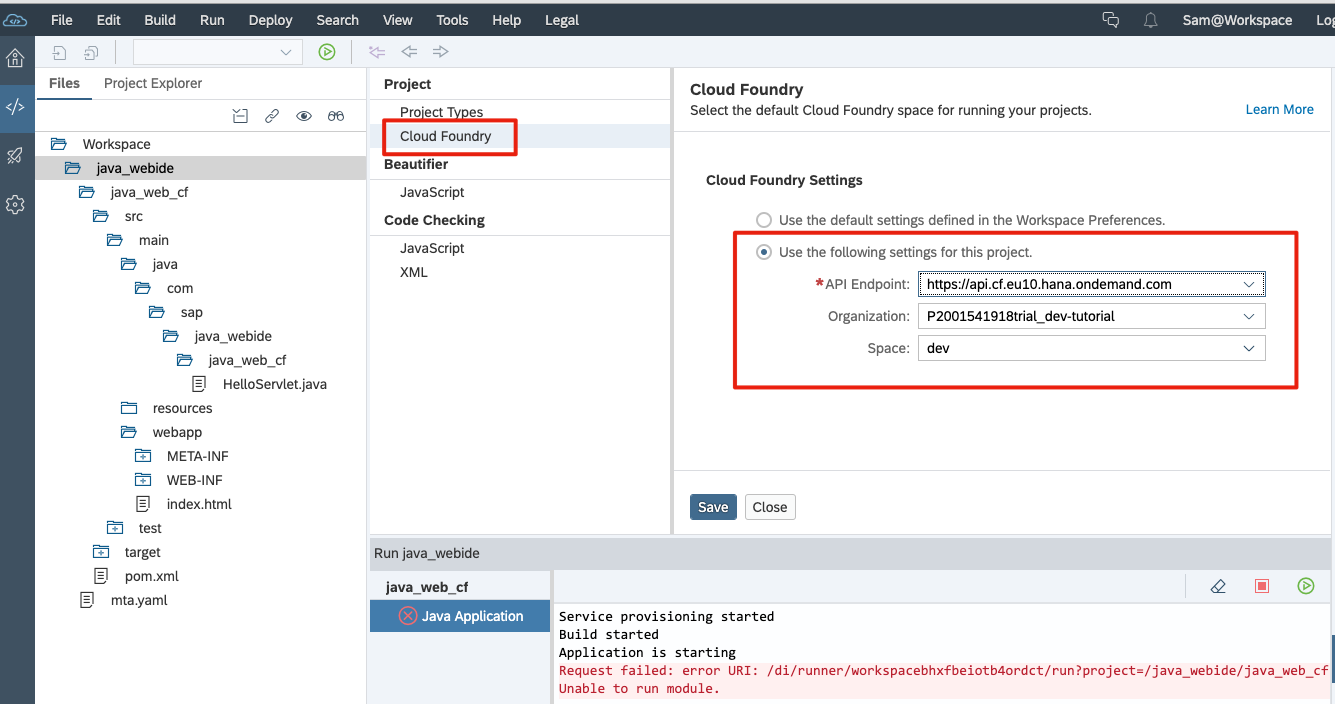 File Edit Build Run Deploy Search View Tools Help Legal Sam@Workspace
Files Project Explorer
Workspace
java_webide
java_web_cf
src
main
java
com
sap
java_webide
java_web_cf
HelloServlet.java
resources
webapp
META-INF
WEB-INF
index.html
test
target
pom.xml
mta.yaml
Project
Project Types
Cloud Foundry
Beautifier
JavaScript
Code Checking
JavaScript
XML
Cloud Foundry
Select the default Cloud Foundry space for running your projects.
Learn More
Cloud Foundry Settings
Use the default settings defined in the Workspace Preferences.
Use the following settings for this project.
*API Endpoint: https://api.cf.eu10.hana.ondemand.com
Organization: P2001541918trial_dev-tutorial
Space: dev
Save Close
Run java_webide
java_web_cf
Java Application
Service provisioning started
Build started
Application is starting
Request failed: error URI: /di/runner/workspacebhxfbeiotb4ordct/run?project=/java_webide/java_web_cf
Unable to run module.